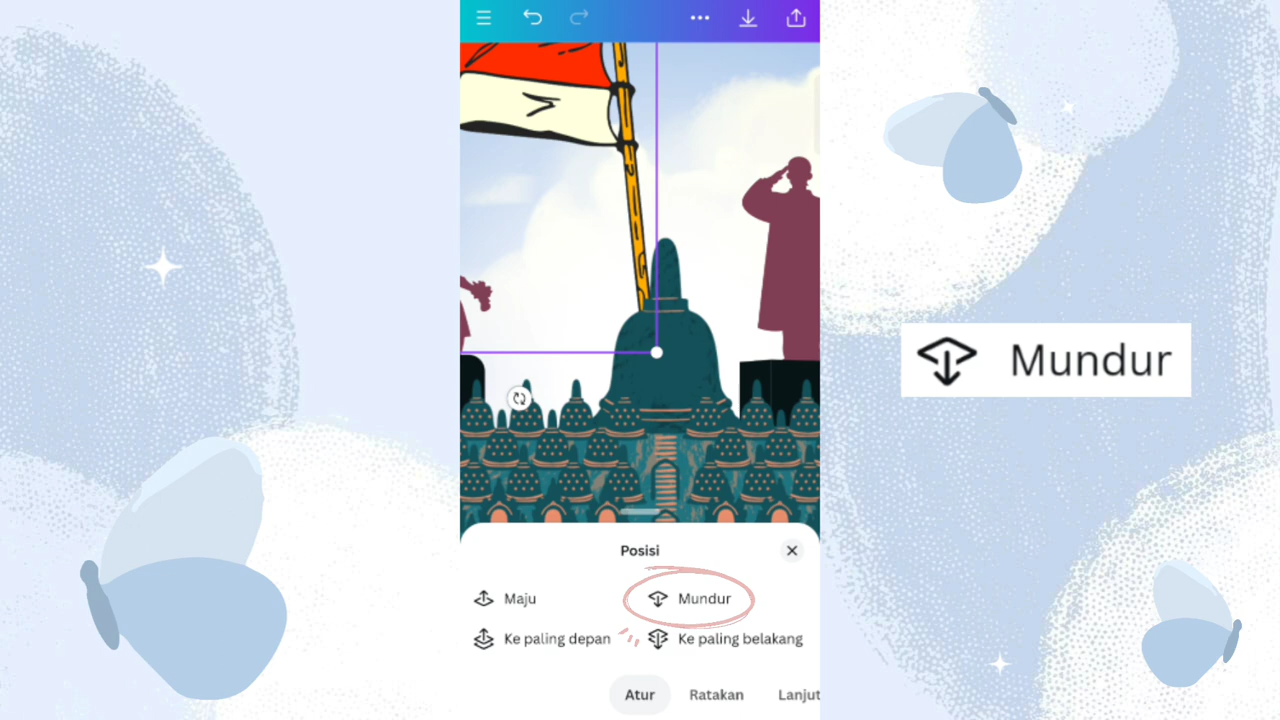 Posisi
Maju
Mundur
Ke paling depan
Ke paling belakang
Atur
Ratakan
Lanjut
Mundur